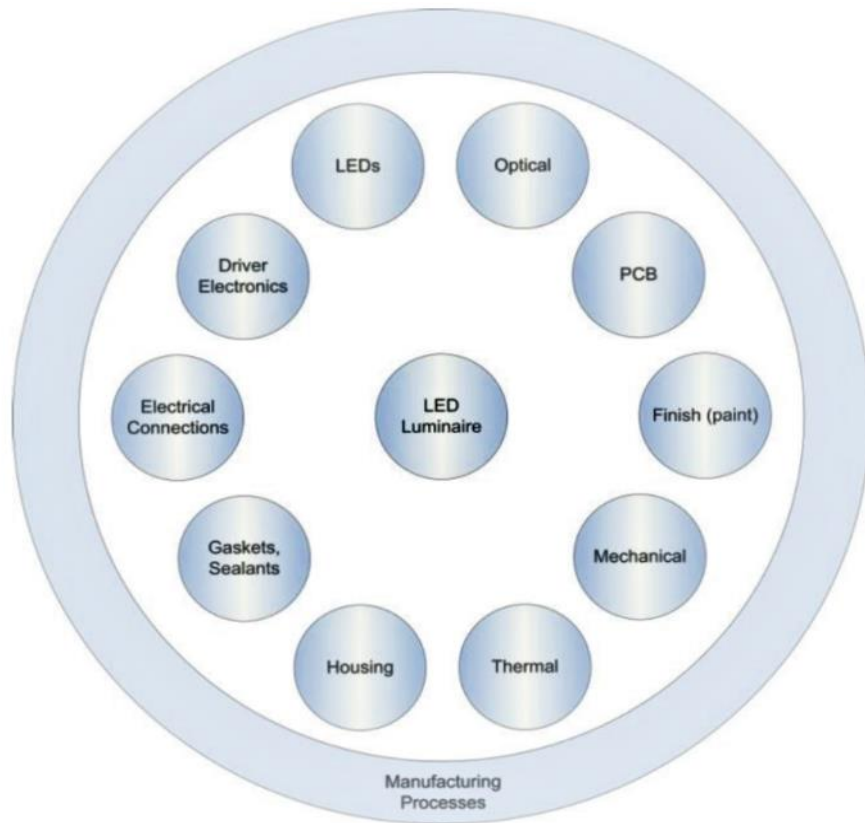 LEDs
Optical
Driver
Electronics
PCB
Electrical
Connections
LED
Luminaire
Finish (paint)
Gaskets,
Sealants
Mechanical
Housing
Thermal
Manufacturing
Processes